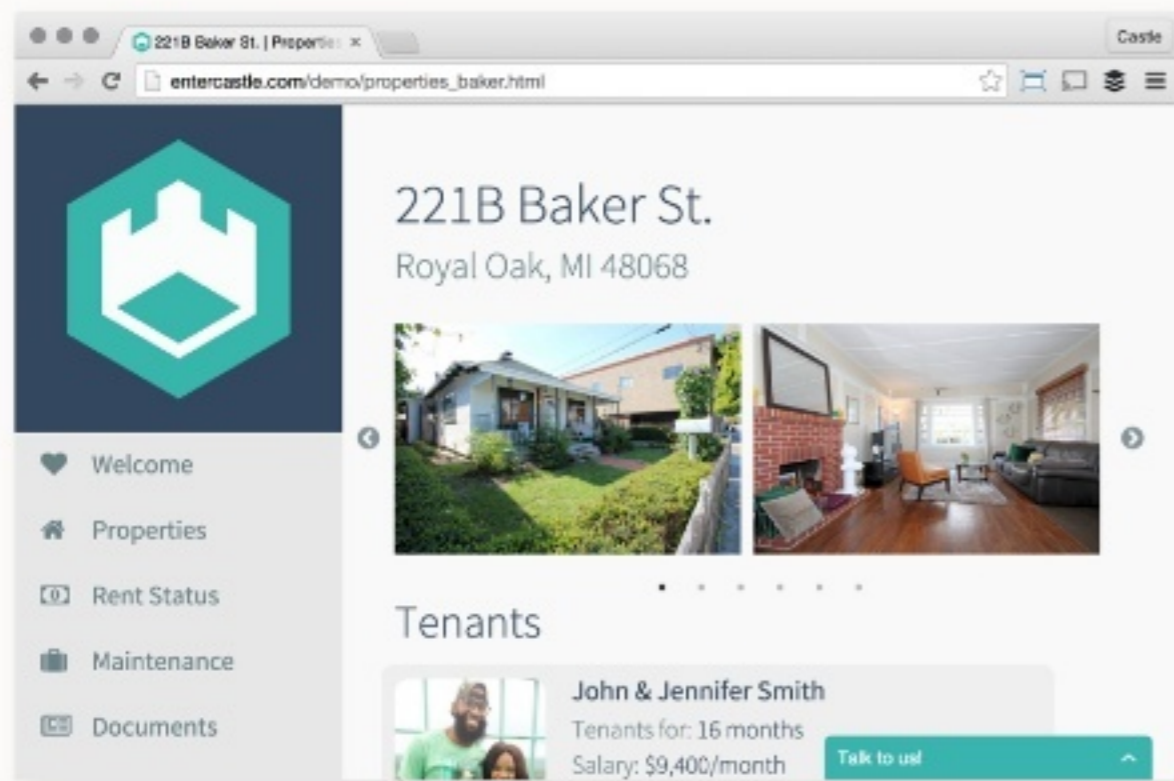 221B Baker St. | Properties
Castle
entercastle.com/demo/properties_baker.html
221B Baker St.
Royal Oak, MI 48068
Welcome
Properties
Rent Status
Maintenance
Documents
Tenants
John & Jennifer Smith
Tenants for: 16 months
Salary: $9,400/month
Talk to us!